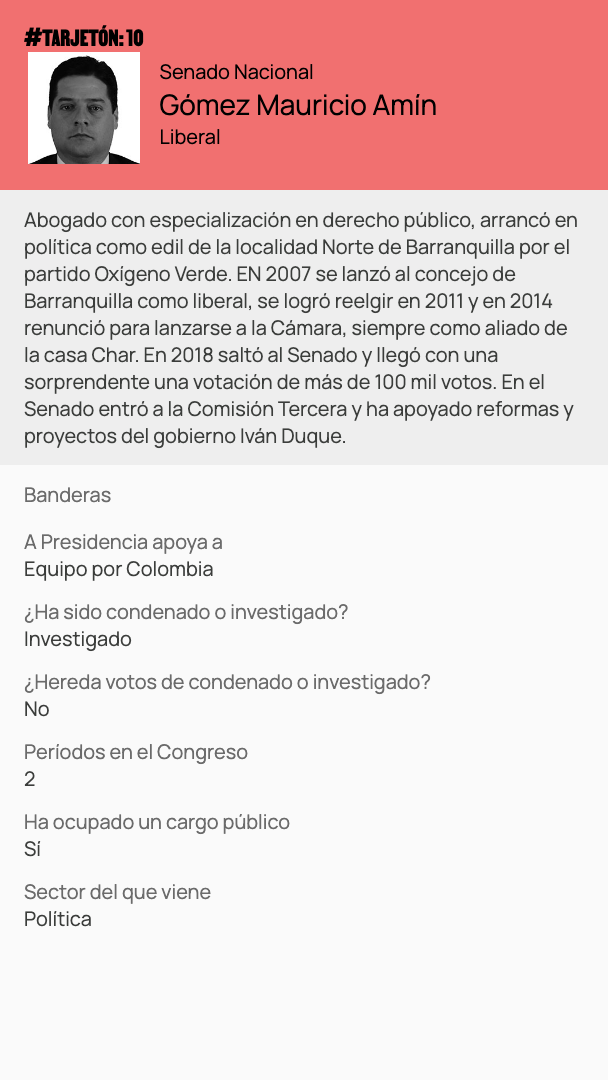 #TARJETÓN: 10
Senado Nacional
Gómez Mauricio Amín
Liberal
Abogado con especialización en derecho público, arrancó en
política como edil de la localidad Norte de Barranquilla por el
partido Oxígeno Verde. EN 2007 se lanzó al concejo de
Barranquilla como liberal, se logró reelgir en 2011 y en 2014
renunció para lanzarse a la Cámara, siempre como aliado de
la casa Char. En 2018 saltó al Senado y llegó con una
sorprendente una votación de más de 100 mil votos. En el
Senado entró a la Comisión Tercera y ha apoyado reformas y
proyectos del gobierno Iván Duque.
Banderas
A Presidencia apoya a
Equipo por Colombia
¿Ha sido condenado o investigado?
Investigado
¿Hereda votos de condenado o investigado?
No
Períodos en el Congreso
2
Ha ocupado un cargo público
Sí
Sector del que viene
Política